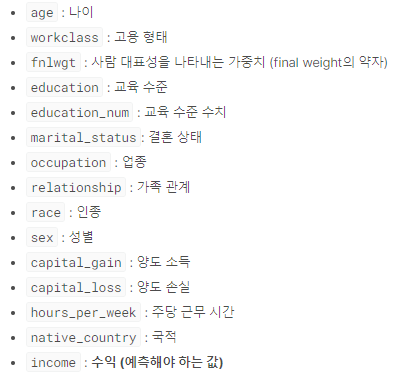 age : 나이
workclass : 고용 형태
fnlwgt : 사람 대표성을 나타내는 가중치 (final weight의 약자)
education : 교육 수준
education_num : 교육 수준 수치
marital_status : 결혼 상태
occupation : 업종
relationship : 가족 관계
race : 인종
sex : 성별
capital_gain : 양도 소득
capital_loss : 양도 손실
hours_per_week : 주당 근무 시간
native_country : 국적
income : 수익 (예측해야 하는 값)